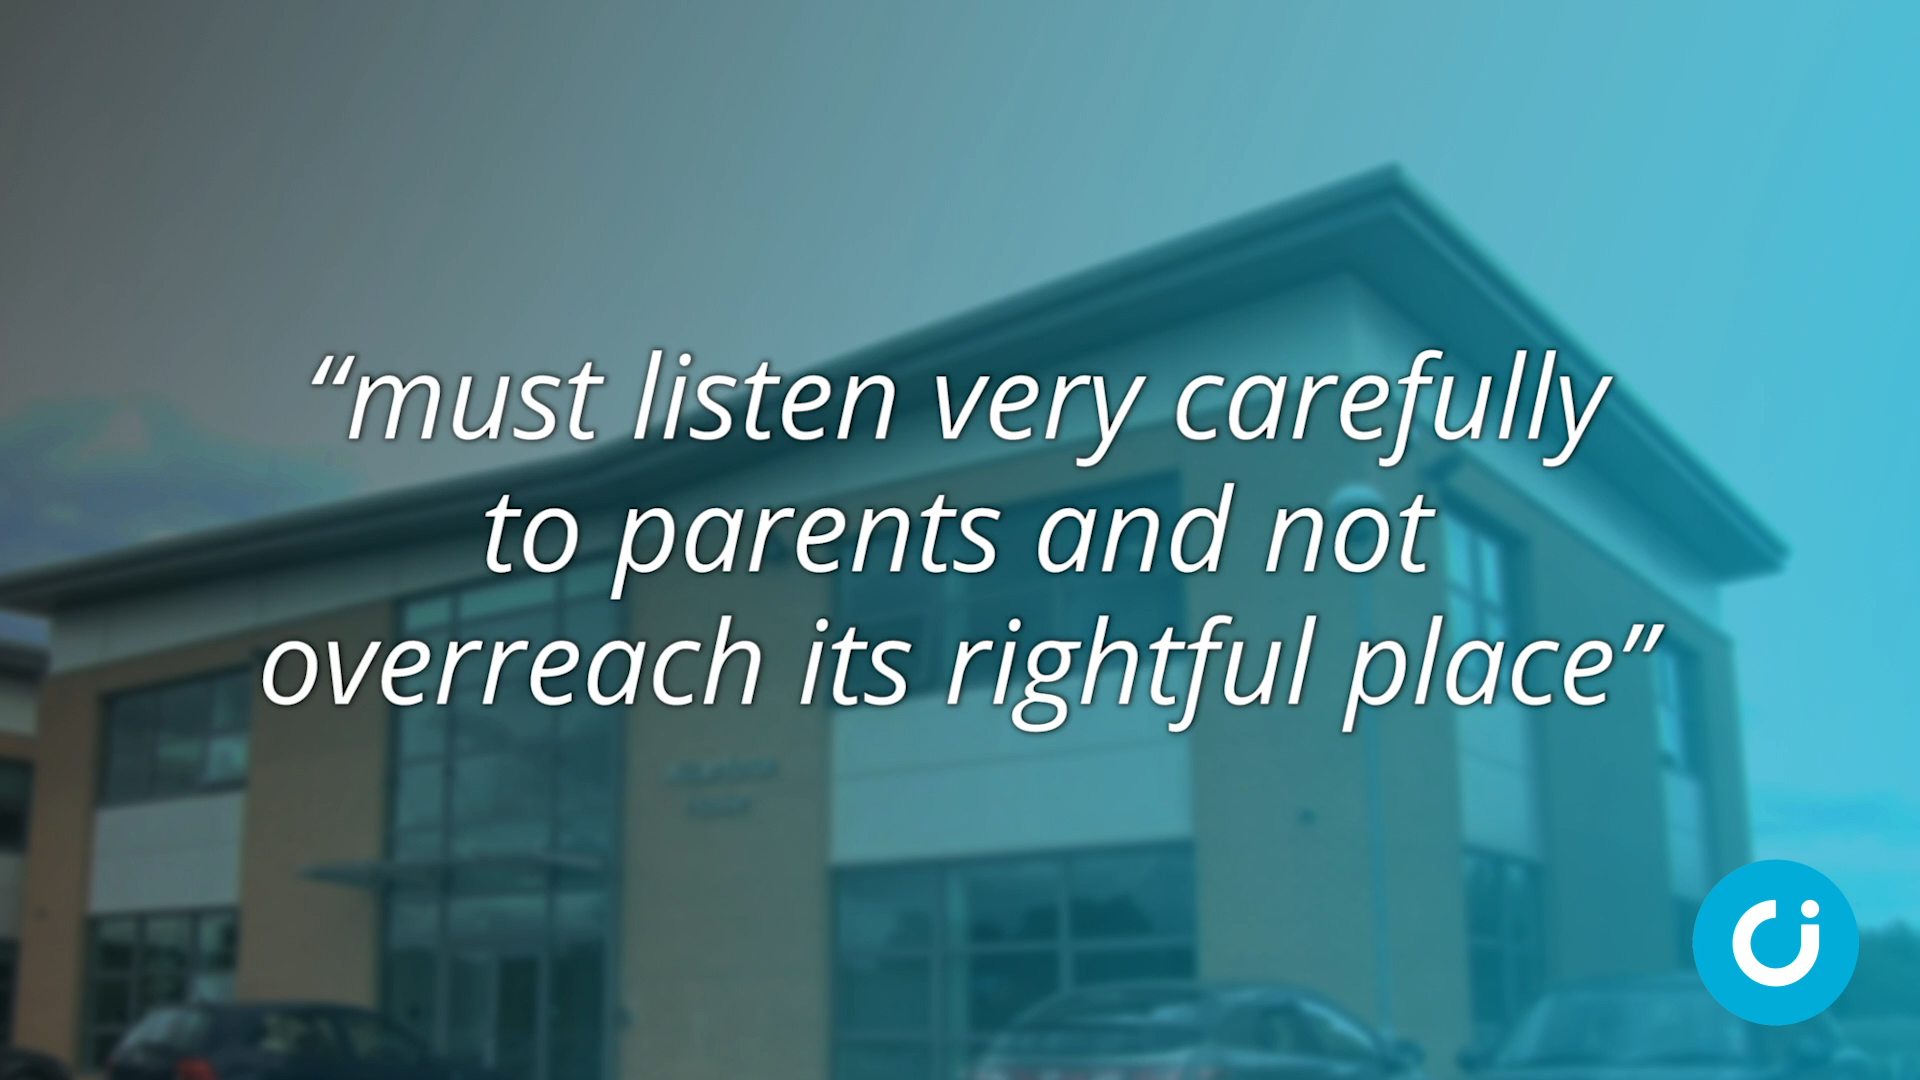 “must listen very carefully
to parents and not
overreach its rightful place”